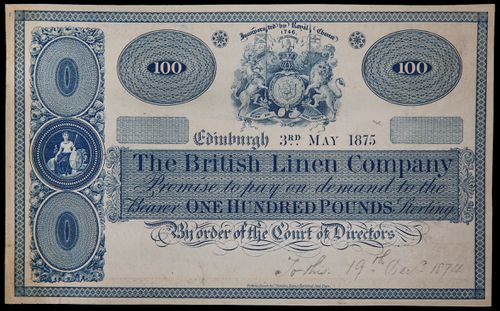 Incorporated by Royal Charter
1746
100
100
Edinburgh 3RD MAY 1875
The British Linen Company
Promise to pay on demand to the
Bearer ONE HUNDRED POUNDS Sterling
By order of the Court of Directors
19th Decr 1874